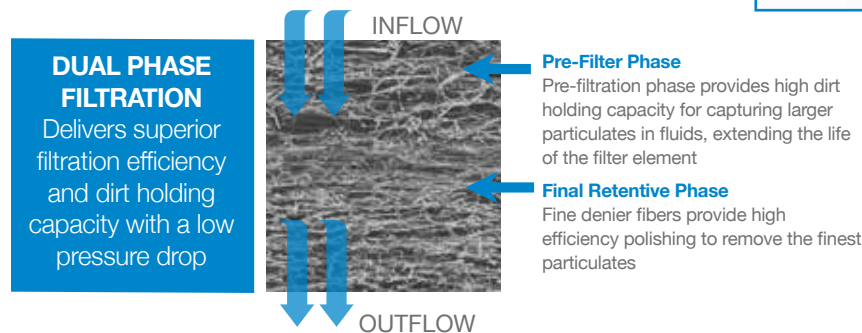 INFLOW
DUAL PHASE
FILTRATION
Delivers superior
filtration efficiency
and dirt holding
capacity with a low
pressure drop
Pre-Filter Phase
Pre-filtration phase provides high dirt
holding capacity for capturing larger
particulates in fluids, extending the life
of the filter element
Final Retentive Phase
Fine denier fibers provide high
efficiency polishing to remove the finest
particulates
OUTFLOW